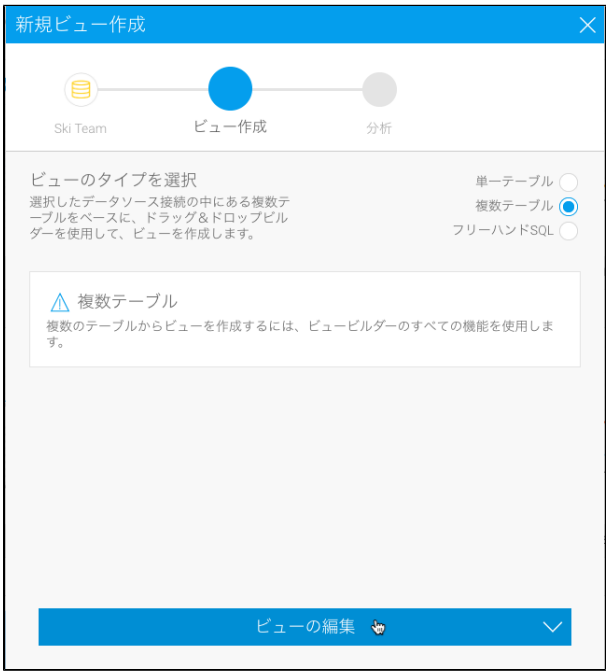 新規ビュー作成
Ski Team
ビュー作成
分析
ビューのタイプを選択
選択したデータソース接続の中にある複数テ
ーブルをベースに、ドラッグ＆ドロップビル
ダーを使用して、ビューを作成します。
単一テーブル
複数テーブル
フリーハンドSQL
複数テーブル
複数のテーブルからビューを作成するには、ビュービルダーのすべての機能を使用しま
す。
ビューの編集